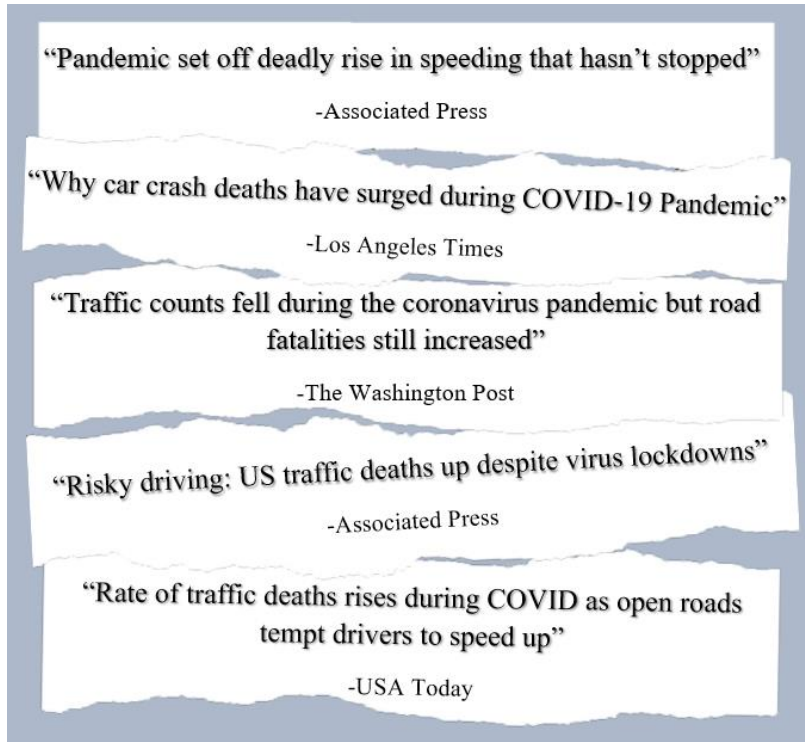 “Pandemic set off deadly rise in speeding that hasn’t stopped”
-Associated Press
“Why car crash deaths have surged during COVID-19 Pandemic”
-Los Angeles Times
“Traffic counts fell during the coronavirus pandemic but road
fatalities still increased”
-The Washington Post
“Risky driving: US traffic deaths up despite virus lockdowns”
-Associated Press
“Rate of traffic deaths rises during COVID as open roads
tempt drivers to speed up”
-USA Today